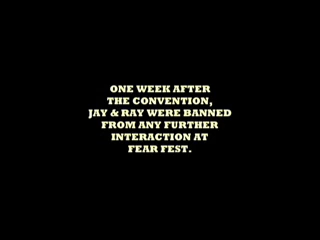 ONE WEEK AFTER
THE CONVENTION,
JAY & RAY WERE BANNED
FROM ANY FURTHER
INTERACTION AT
FEAR FEST.